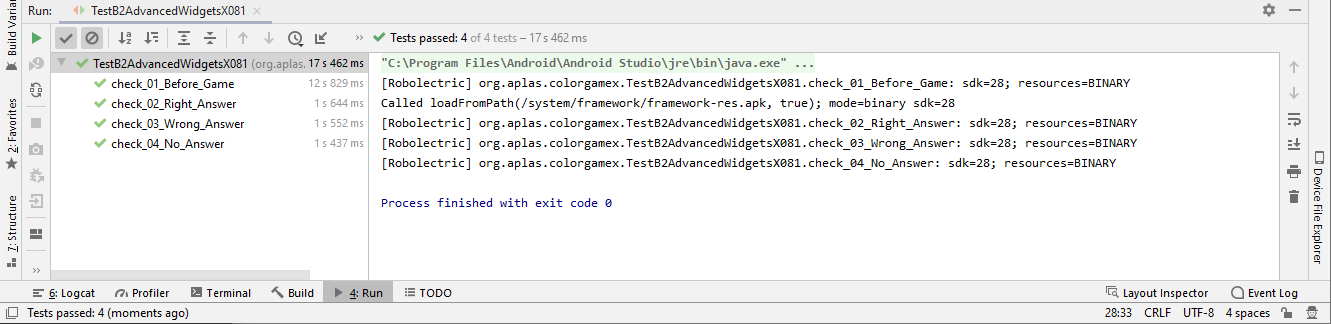 Run: TestB2AdvancedWidgetsX081
Tests passed: 4 of 4 tests – 17 s 462 ms
TestB2AdvancedWidgetsX081 (org.aplas. 17 s 462 ms
check_01_Before_Game 12 s 829 ms
check_02_Right_Answer 1 s 644 ms
check_03_Wrong_Answer 1 s 552 ms
check_04_No_Answer 1 s 437 ms
"C:\Program Files\Android\Android Studio\jre\bin\java.exe" ...
[Robolectric] org.aplas.colorgamex.TestB2AdvancedWidgetsX081.check_01_Before_Game: sdk=28; resources=BINARY
Called loadFromPath(/system/framework/framework-res.apk, true); mode=binary sdk=28
[Robolectric] org.aplas.colorgamex.TestB2AdvancedWidgetsX081.check_02_Right_Answer: sdk=28; resources=BINARY
[Robolectric] org.aplas.colorgamex.TestB2AdvancedWidgetsX081.check_03_Wrong_Answer: sdk=28; resources=BINARY
[Robolectric] org.aplas.colorgamex.TestB2AdvancedWidgetsX081.check_04_No_Answer: sdk=28; resources=BINARY
Process finished with exit code 0
Build Varia
2: Favorites
7: Structure
Device File Explorer
6: Logcat Profiler Terminal Build 4: Run TODO Layout Inspector Event Log
Tests passed: 4 (moments ago) 28:33 CRLF UTF-8 4 spaces